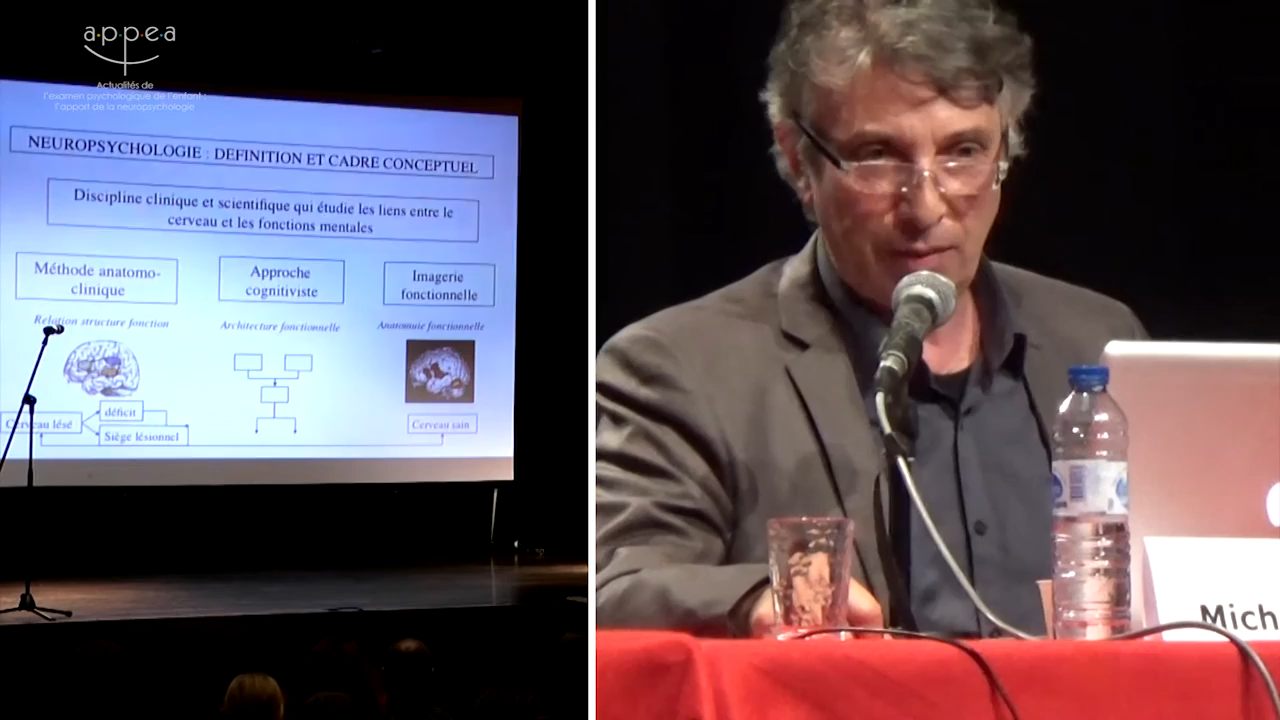 a·p·p·e·a
Actualités de
l'examen psychologique de l'enfant :
l'apport de la neuropsychologie
NEUROPSYCHOLOGIE : DEFINITION ET CADRE CONCEPTUEL
Discipline clinique et scientifique qui étudie les liens entre le
cerveau et les fonctions mentales
Méthode anatomo-
clinique
Approche
cognitiviste
Imagerie
fonctionnelle
Relation structure fonction
Architecture fonctionnelle
Anatomuie fonctionnelle
Cerveau lésé
déficit
Siège lésionnel
Cerveau sain
Mich